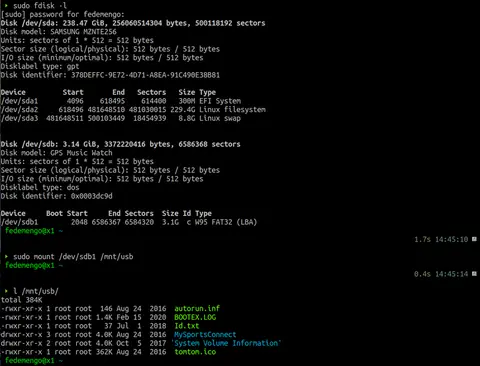 ▸ sudo fdisk -l
[sudo] password for fedemengo:
Disk /dev/sda: 238.47 GiB, 256060514304 bytes, 500118192 sectors
Disk model: SAMSUNG MZNTE256
Units: sectors of 1 * 512 = 512 bytes
Sector size (logical/physical): 512 bytes / 512 bytes
I/O size (minimum/optimal): 512 bytes / 512 bytes
Disklabel type: gpt
Disk identifier: 378DEFFC-9E72-4D71-A8EA-91C490E3BB81
Device Start End Sectors Size Type
/dev/sda1 4096 618495 614400 300M EFI System
/dev/sda2 618496 481648510 481030015 229.4G Linux filesystem
/dev/sda3 481648511 500103449 18454939 8.8G Linux swap
Disk /dev/sdb: 3.14 GiB, 3372220416 bytes, 6586368 sectors
Disk model: GPS Music Watch
Units: sectors of 1 * 512 = 512 bytes
Sector size (logical/physical): 512 bytes / 512 bytes
I/O size (minimum/optimal): 512 bytes / 512 bytes
Disklabel type: dos
Disk identifier: 0x0003dc9d
Device Boot Start End Sectors Size Id Type
/dev/sdb1 2048 6586367 6584320 3.1G c W95 FAT32 (LBA)
fedemengo@x1 ~
1.7s 14:45:10
▸ sudo mount /dev/sdb1 /mnt/usb
fedemengo@x1 ~
0.4s 14:45:14
▸ l /mnt/usb/
total 384K
-rwxr-xr-x 1 root root 146 Aug 24 2016 autorun.inf
-rwxr-xr-x 1 root root 1.4K Feb 15 2020 BOOTEX.LOG
-rwxr-xr-x 1 root root 37 Jul 1 2018 Id.txt
drwxr-xr-x 3 root root 4.0K Aug 24 2016 MySportsConnect
drwxr-xr-x 2 root root 4.0K Oct 5 2017 'System Volume Information'
-rwxr-xr-x 1 root root 362K Aug 24 2016 tomtom.ico
fedemengo@x1 ~